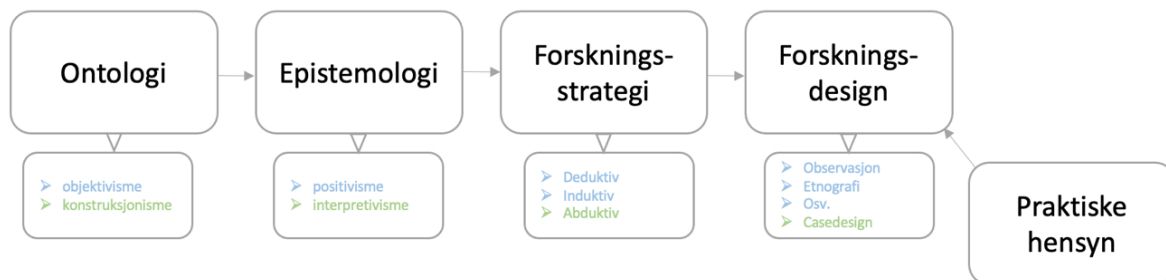 Ontologi
Epistemologi
Forsknings-
strategi
Forsknings-
design
objektivisme
konstruksjonisme
positivisme
interpretivisme
Deduktiv
Induktiv
Abduktiv
Observasjon
Etnografi
Osv.
Casedesign
Praktiske
hensyn